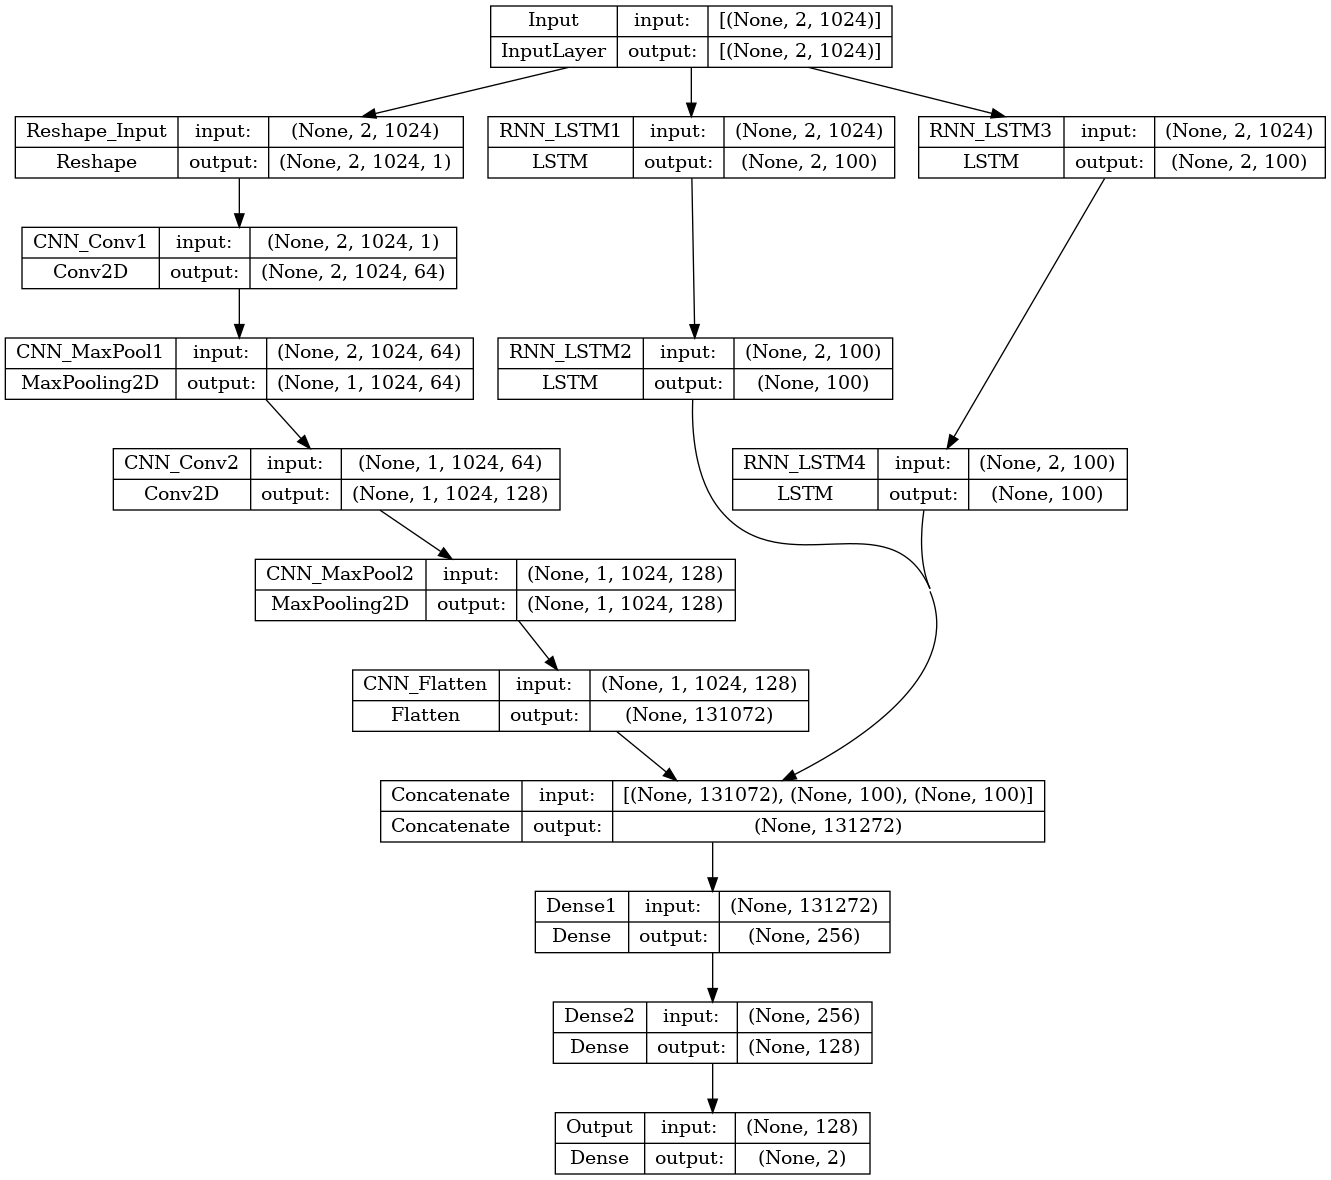 Input input: [(None, 2, 1024)]
InputLayer output: [(None, 2, 1024)]
Reshape_Input input: (None, 2, 1024)
Reshape output: (None, 2, 1024, 1)
RNN_LSTM1 input: (None, 2, 1024)
LSTM output: (None, 2, 100)
RNN_LSTM3 input: (None, 2, 1024)
LSTM output: (None, 2, 100)
CNN_Conv1 input: (None, 2, 1024, 1)
Conv2D output: (None, 2, 1024, 64)
CNN_MaxPool1 input: (None, 2, 1024, 64)
MaxPooling2D output: (None, 1, 1024, 64)
RNN_LSTM2 input: (None, 2, 100)
LSTM output: (None, 100)
CNN_Conv2 input: (None, 1, 1024, 64)
Conv2D output: (None, 1, 1024, 128)
RNN_LSTM4 input: (None, 2, 100)
LSTM output: (None, 100)
CNN_MaxPool2 input: (None, 1, 1024, 128)
MaxPooling2D output: (None, 1, 1024, 128)
CNN_Flatten input: (None, 1, 1024, 128)
Flatten output: (None, 131072)
Concatenate input: [(None, 131072), (None, 100), (None, 100)]
Concatenate output: (None, 131272)
Dense1 input: (None, 131272)
Dense output: (None, 256)
Dense2 input: (None, 256)
Dense output: (None, 128)
Output input: (None, 128)
Dense output: (None, 2)